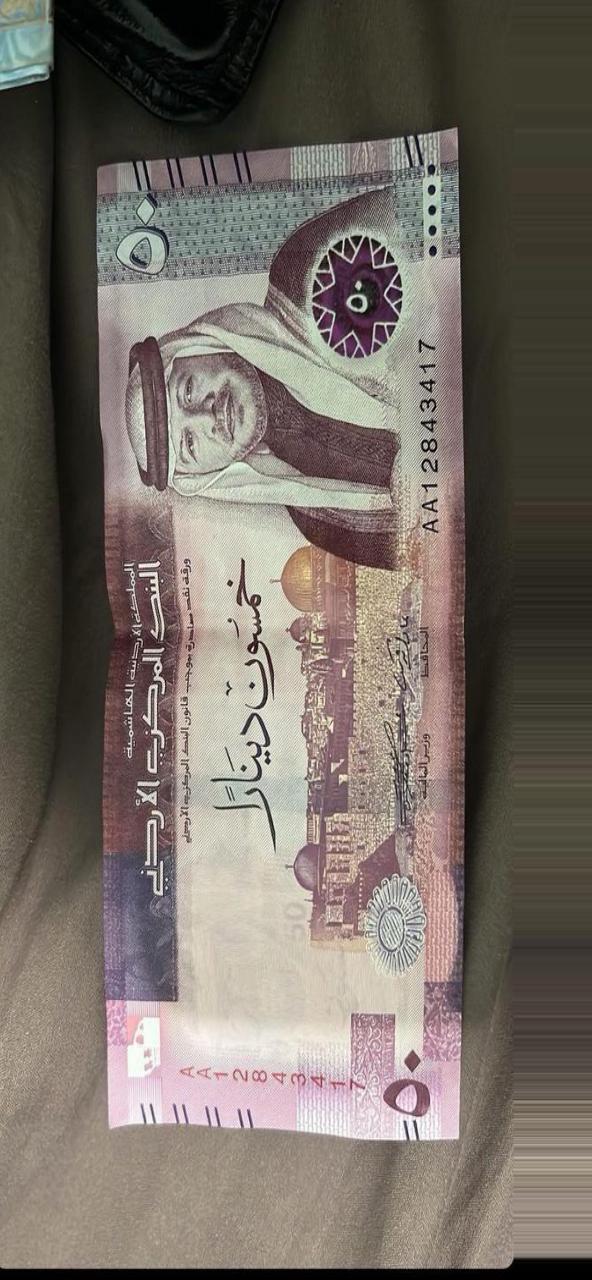 المملكة الأردنية الهاشمية
البنك المركزي الأردني
ورقة نقد صادرة بموجب قانون البنك المركزي الأردني
خمسون دينارًا
٥٠
٥٠
٥٠
AA12843417
AA12843417
المحافظ
وزير المالية
50